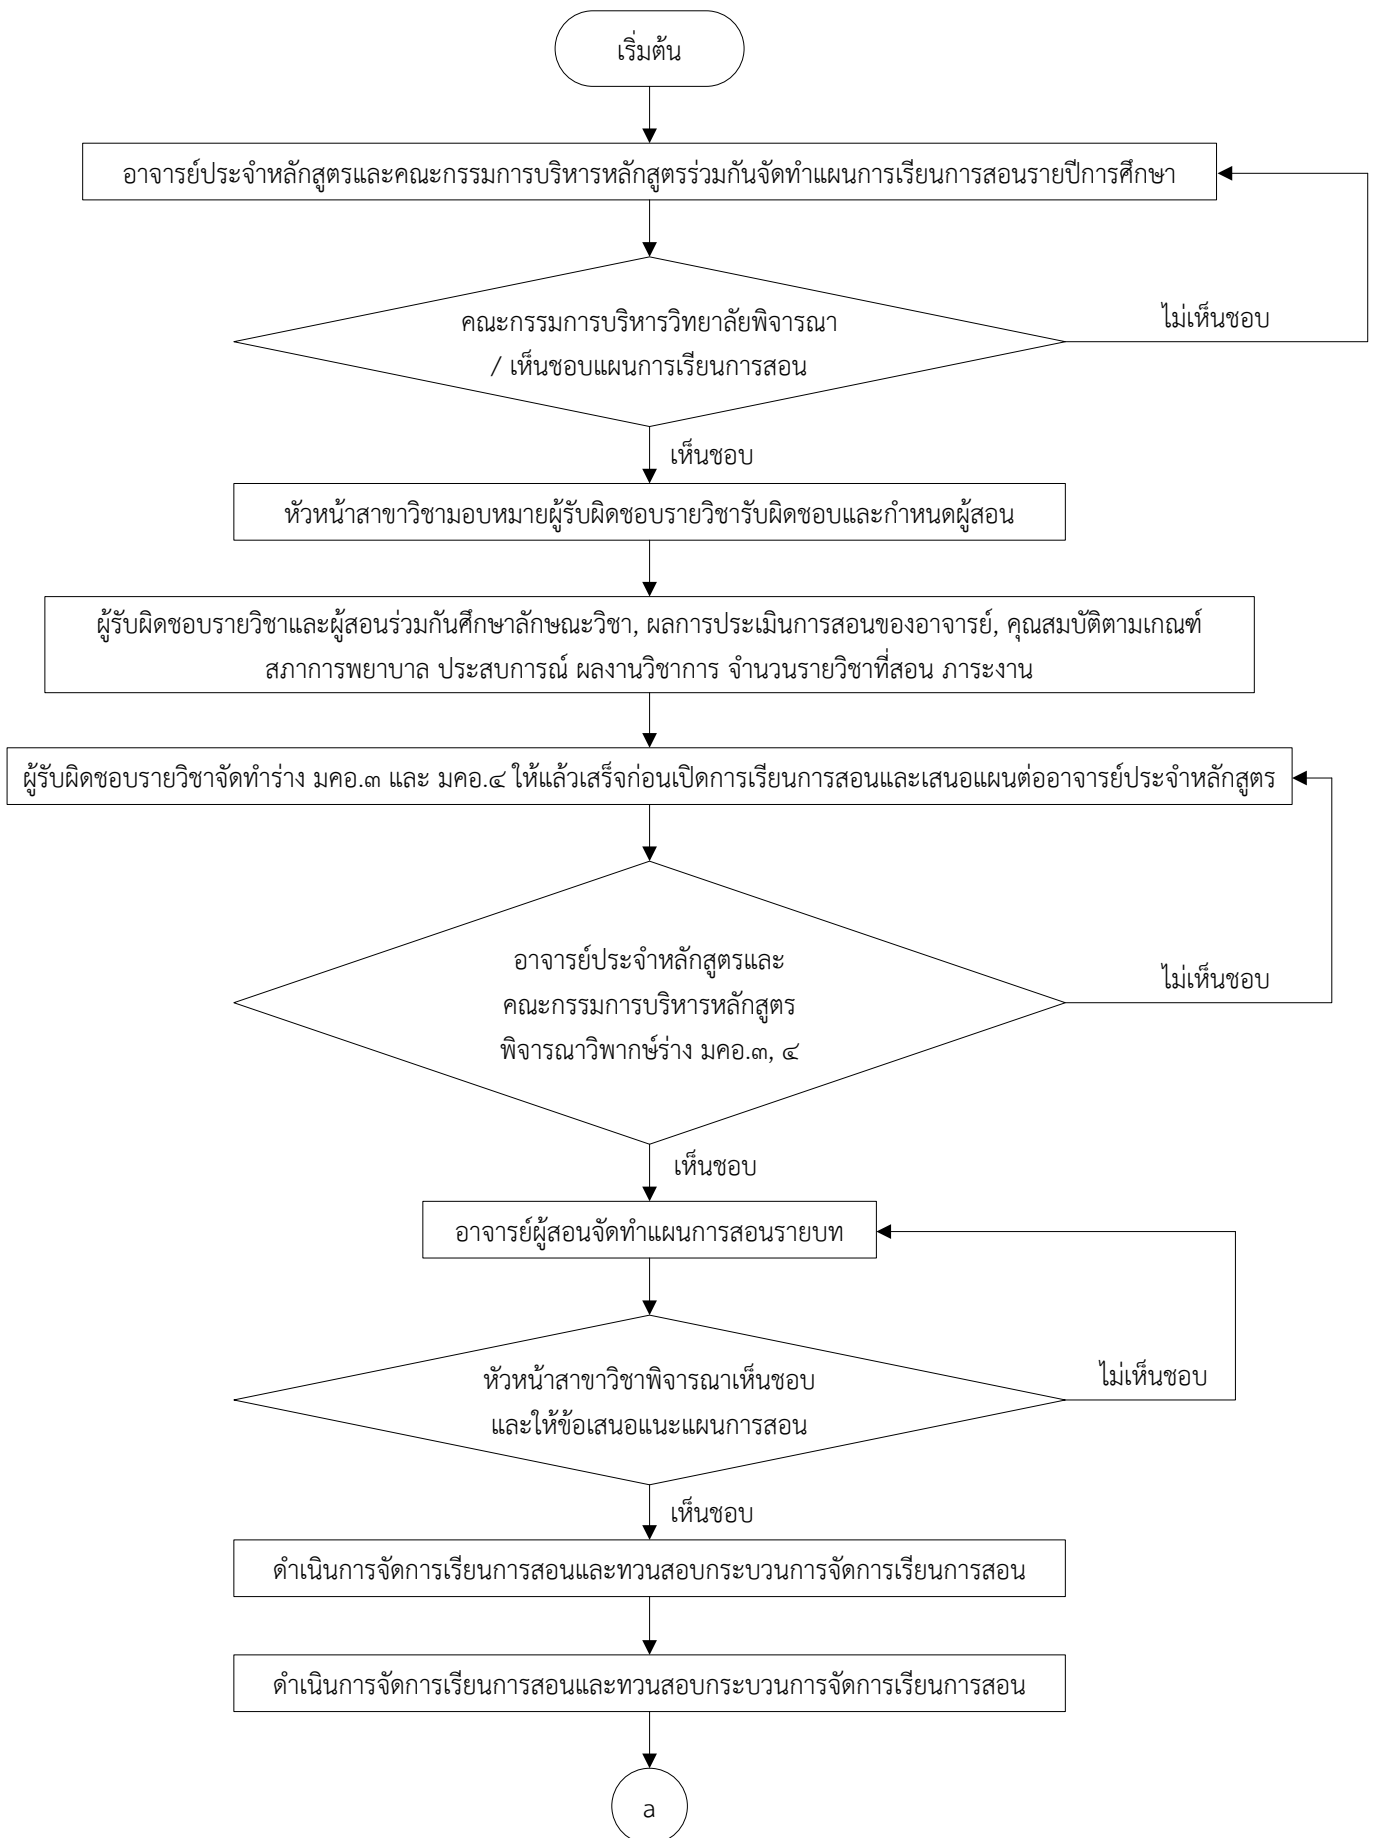 เริ่มต้น
อาจารย์ประจำหลักสูตรและคณะกรรมการบริหารหลักสูตรร่วมกันจัดทำแผนการเรียนการสอนรายปีการศึกษา
คณะกรรมการบริหารวิทยาลัยพิจารณา
/ เห็นชอบแผนการเรียนการสอน
ไม่เห็นชอบ
เห็นชอบ
หัวหน้าสาขาวิชามอบหมายผู้รับผิดชอบรายวิชารับผิดชอบและกำหนดผู้สอน
ผู้รับผิดชอบรายวิชาและผู้สอนร่วมกันศึกษาลักษณะวิชา, ผลการประเมินการสอนของอาจารย์, คุณสมบัติตามเกณฑ์
สภาการพยาบาล ประสบการณ์ ผลงานวิชาการ จำนวนรายวิชาที่สอน ภาระงาน
ผู้รับผิดชอบรายวิชาจัดทำร่าง มคอ.๓ และ มคอ.๔ ให้แล้วเสร็จก่อนเปิดการเรียนการสอนและเสนอแผนต่ออาจารย์ประจำหลักสูตร
อาจารย์ประจำหลักสูตรและ
คณะกรรมการบริหารหลักสูตร
พิจารณาวิพากษ์ร่าง มคอ.๓, ๔
ไม่เห็นชอบ
เห็นชอบ
อาจารย์ผู้สอนจัดทำแผนการสอนรายบท
หัวหน้าสาขาวิชาพิจารณาเห็นชอบ
และให้ข้อเสนอแนะแผนการสอน
ไม่เห็นชอบ
เห็นชอบ
ดำเนินการจัดการเรียนการสอนและทวนสอบกระบวนการจัดการเรียนการสอน
ดำเนินการจัดการเรียนการสอนและทวนสอบกระบวนการจัดการเรียนการสอน
a